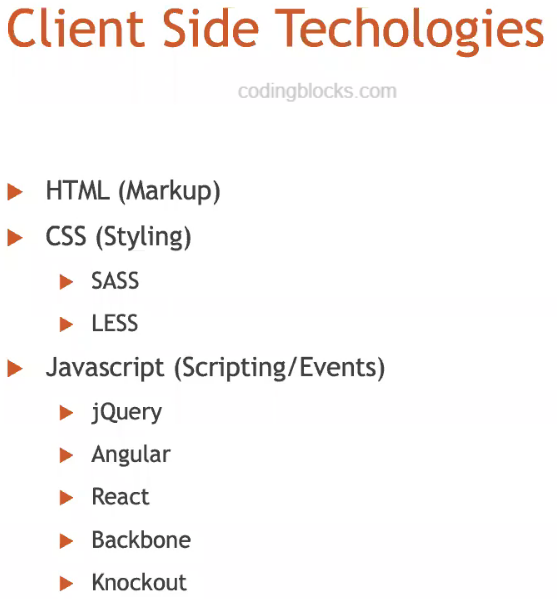 Client Side Techologies
codingblocks.com
HTML (Markup)
CSS (Styling)
SASS
LESS
Javascript (Scripting/Events)
jQuery
Angular
React
Backbone
Knockout